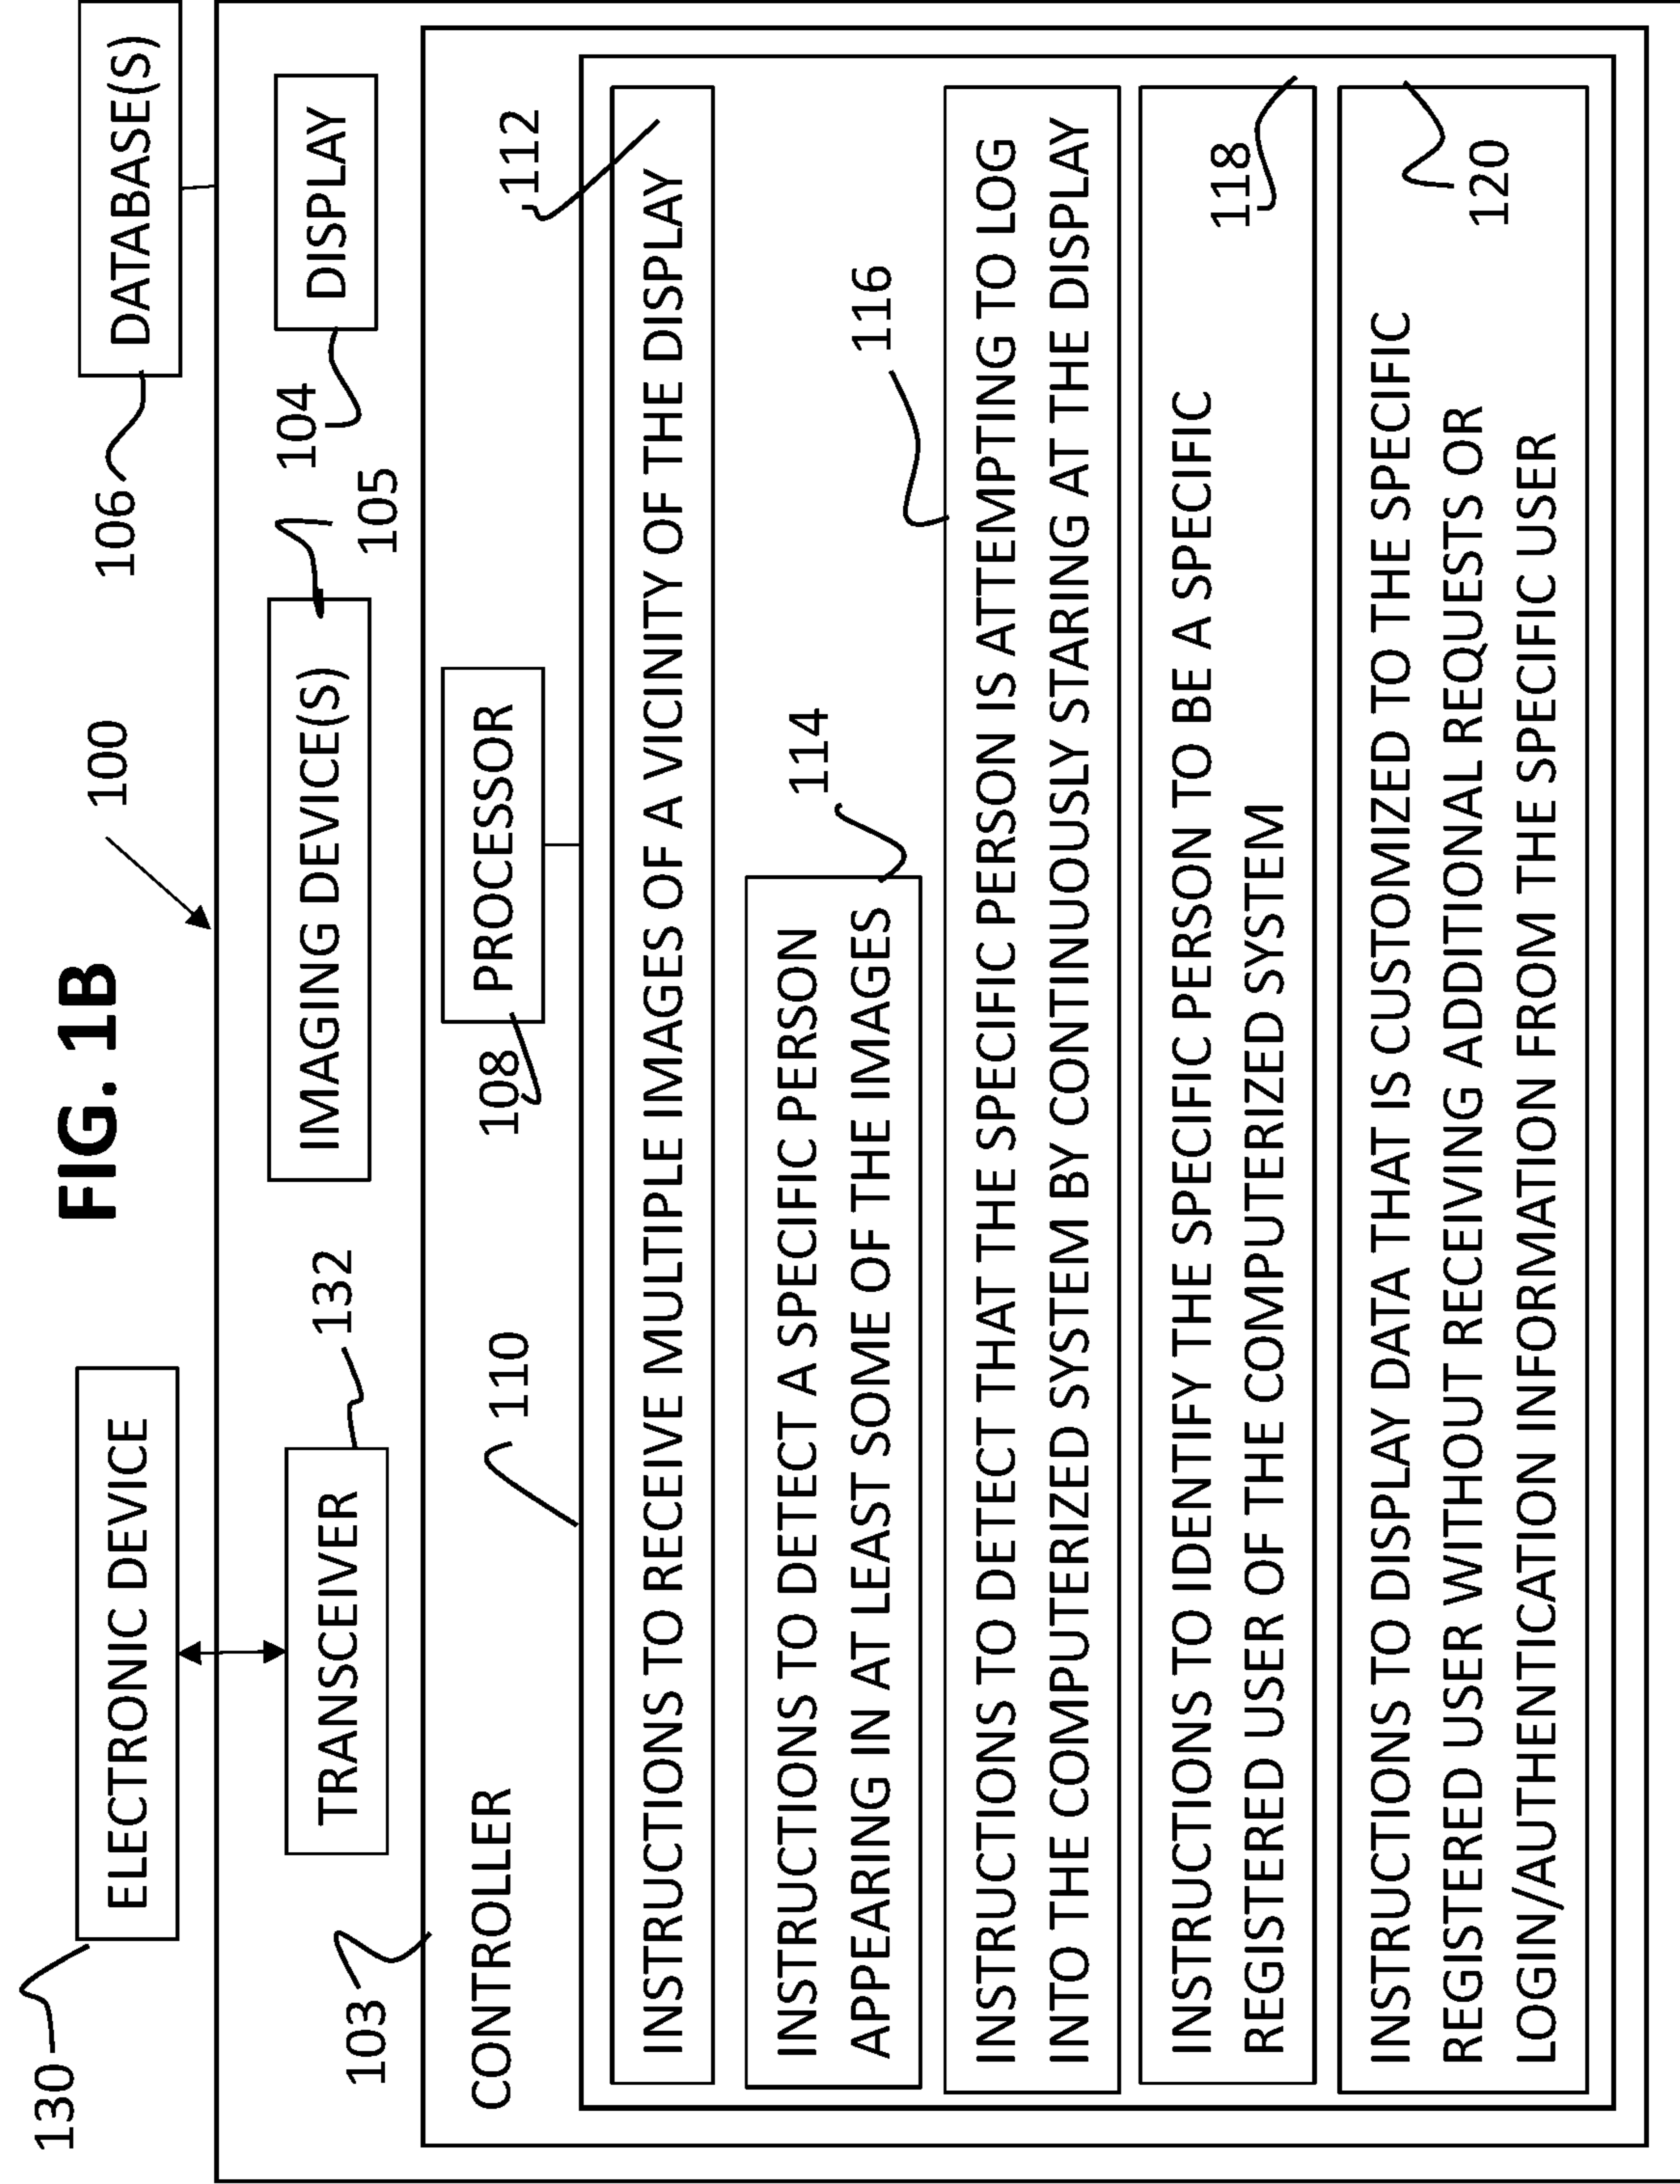 FIG. 1B
130
ELECTRONIC DEVICE
100
106
DATABASE(S)
TRANSCEIVER
132
IMAGING DEVICE(S)
104
DISPLAY
103
105
CONTROLLER
110
108
PROCESSOR
112
INSTRUCTIONS TO RECEIVE MULTIPLE IMAGES OF A VICINITY OF THE DISPLAY
INSTRUCTIONS TO DETECT A SPECIFIC PERSON
APPEARING IN AT LEAST SOME OF THE IMAGES
114
116
INSTRUCTIONS TO DETECT THAT THE SPECIFIC PERSON IS ATTEMPTING TO LOG
INTO THE COMPUTERIZED SYSTEM BY CONTINUOUSLY STARING AT THE DISPLAY
INSTRUCTIONS TO IDENTIFY THE SPECIFIC PERSON TO BE A SPECIFIC
REGISTERED USER OF THE COMPUTERIZED SYSTEM
118
INSTRUCTIONS TO DISPLAY DATA THAT IS CUSTOMIZED TO THE SPECIFIC
REGISTERED USER WITHOUT RECEIVING ADDITIONAL REQUESTS OR
LOGIN/AUTHENTICATION INFORMATION FROM THE SPECIFIC USER
120